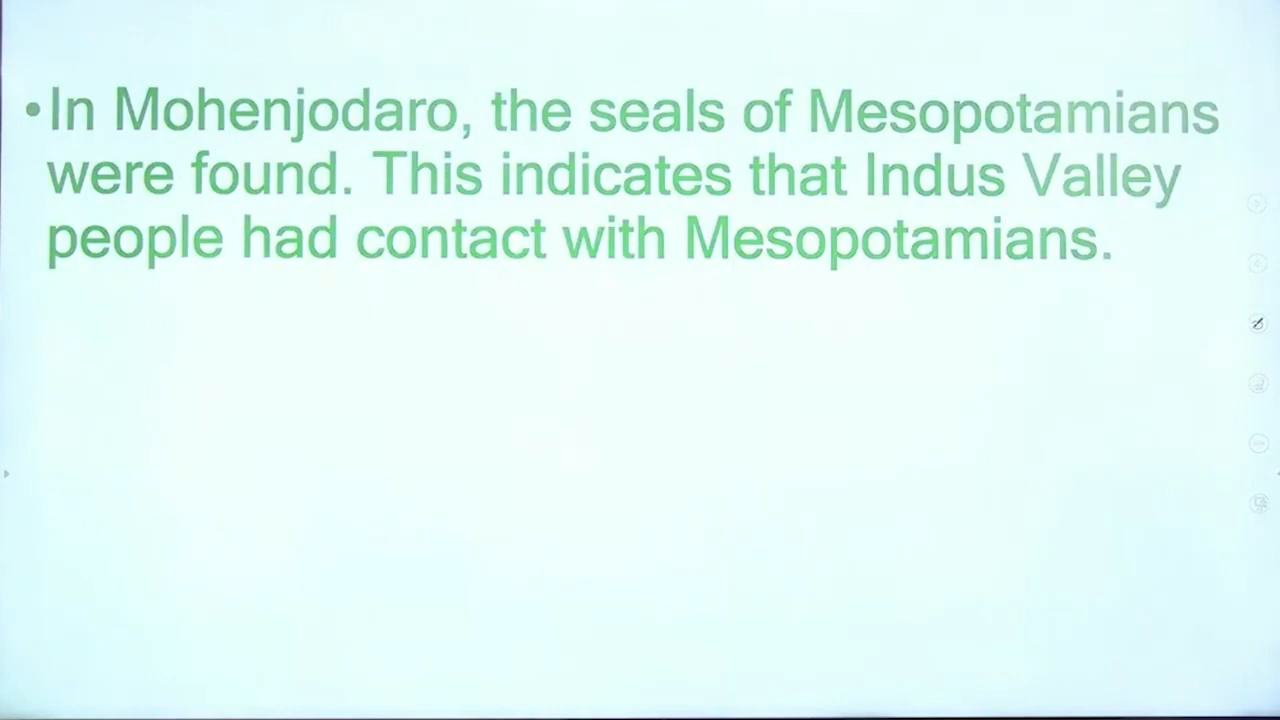 •In Mohenjodaro, the seals of Mesopotamians
were found. This indicates that Indus Valley
people had contact with Mesopotamians.